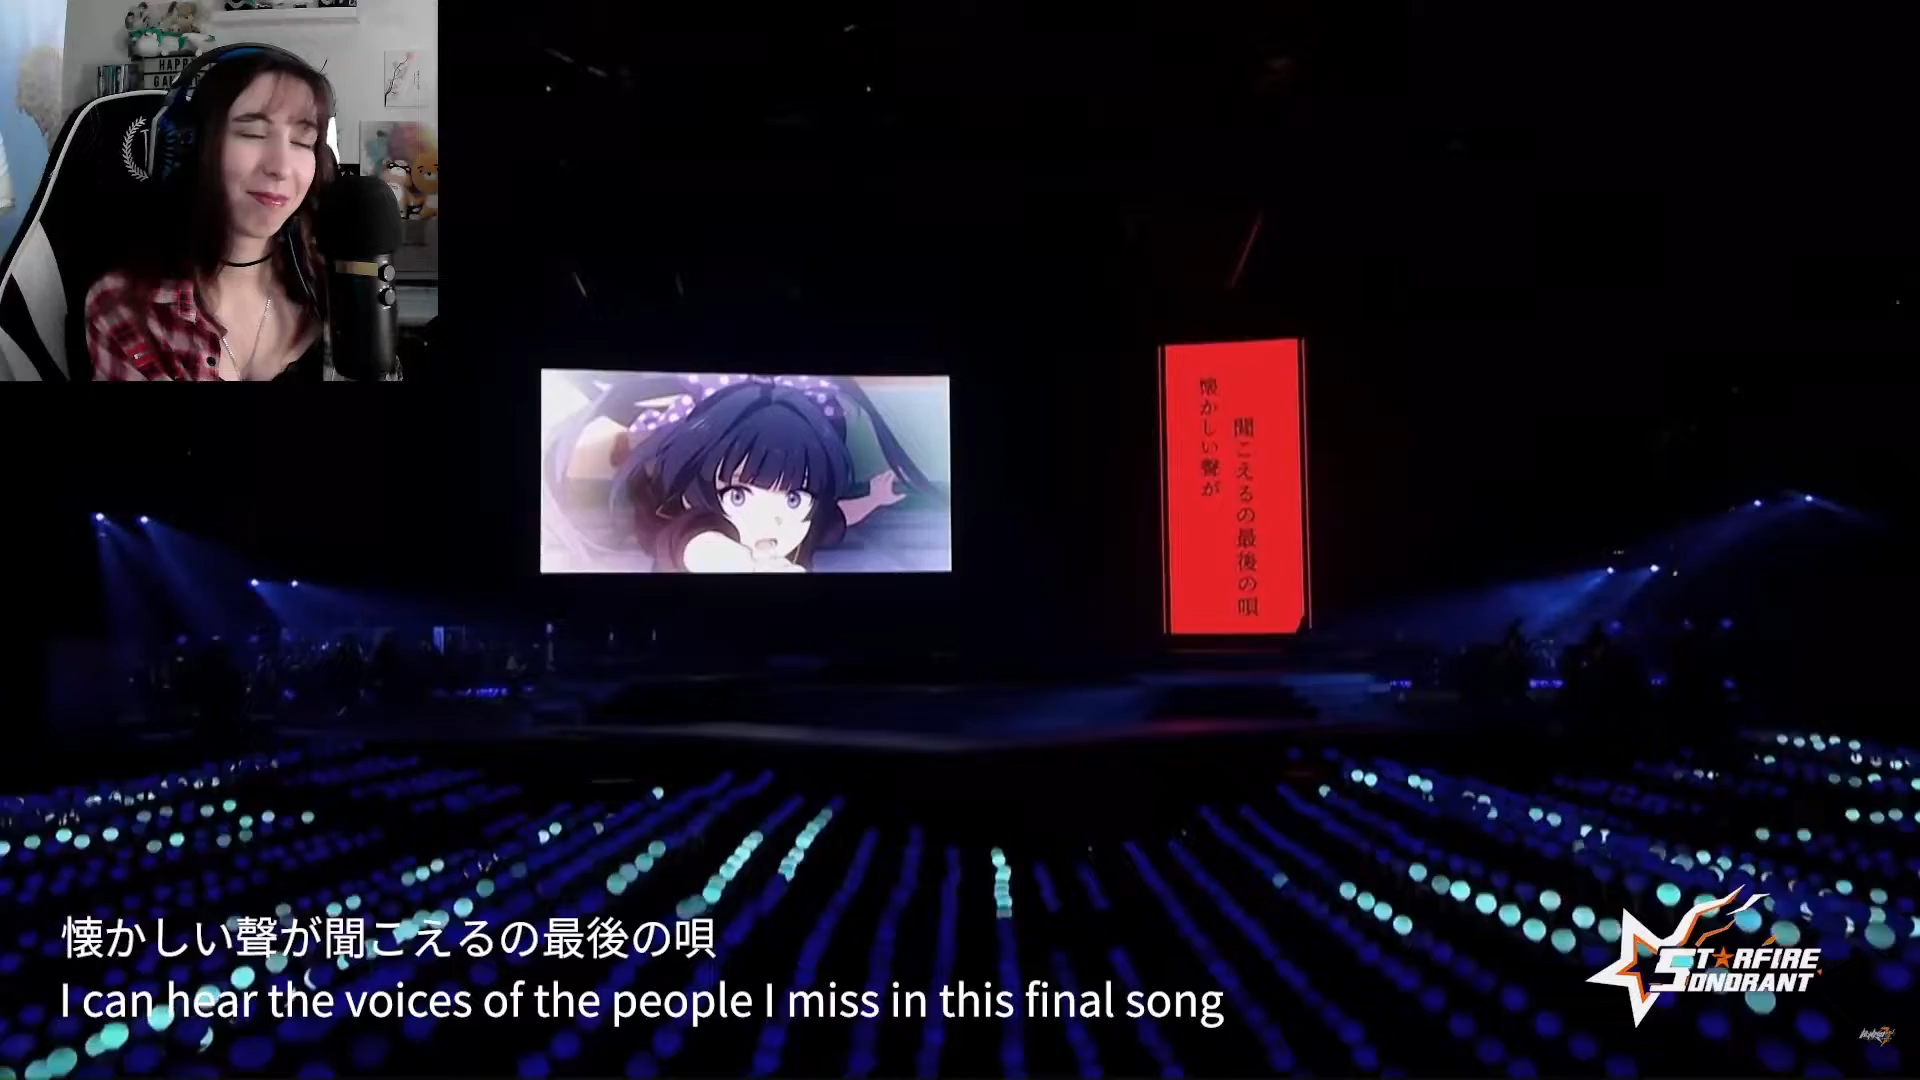 HAPPY
懐かしい聲が
聞こえるの最後の唄
懐かしい聲が聞こえるの最後の唄
I can hear the voices of the people I miss in this final song
STARFIRE
SONORANT